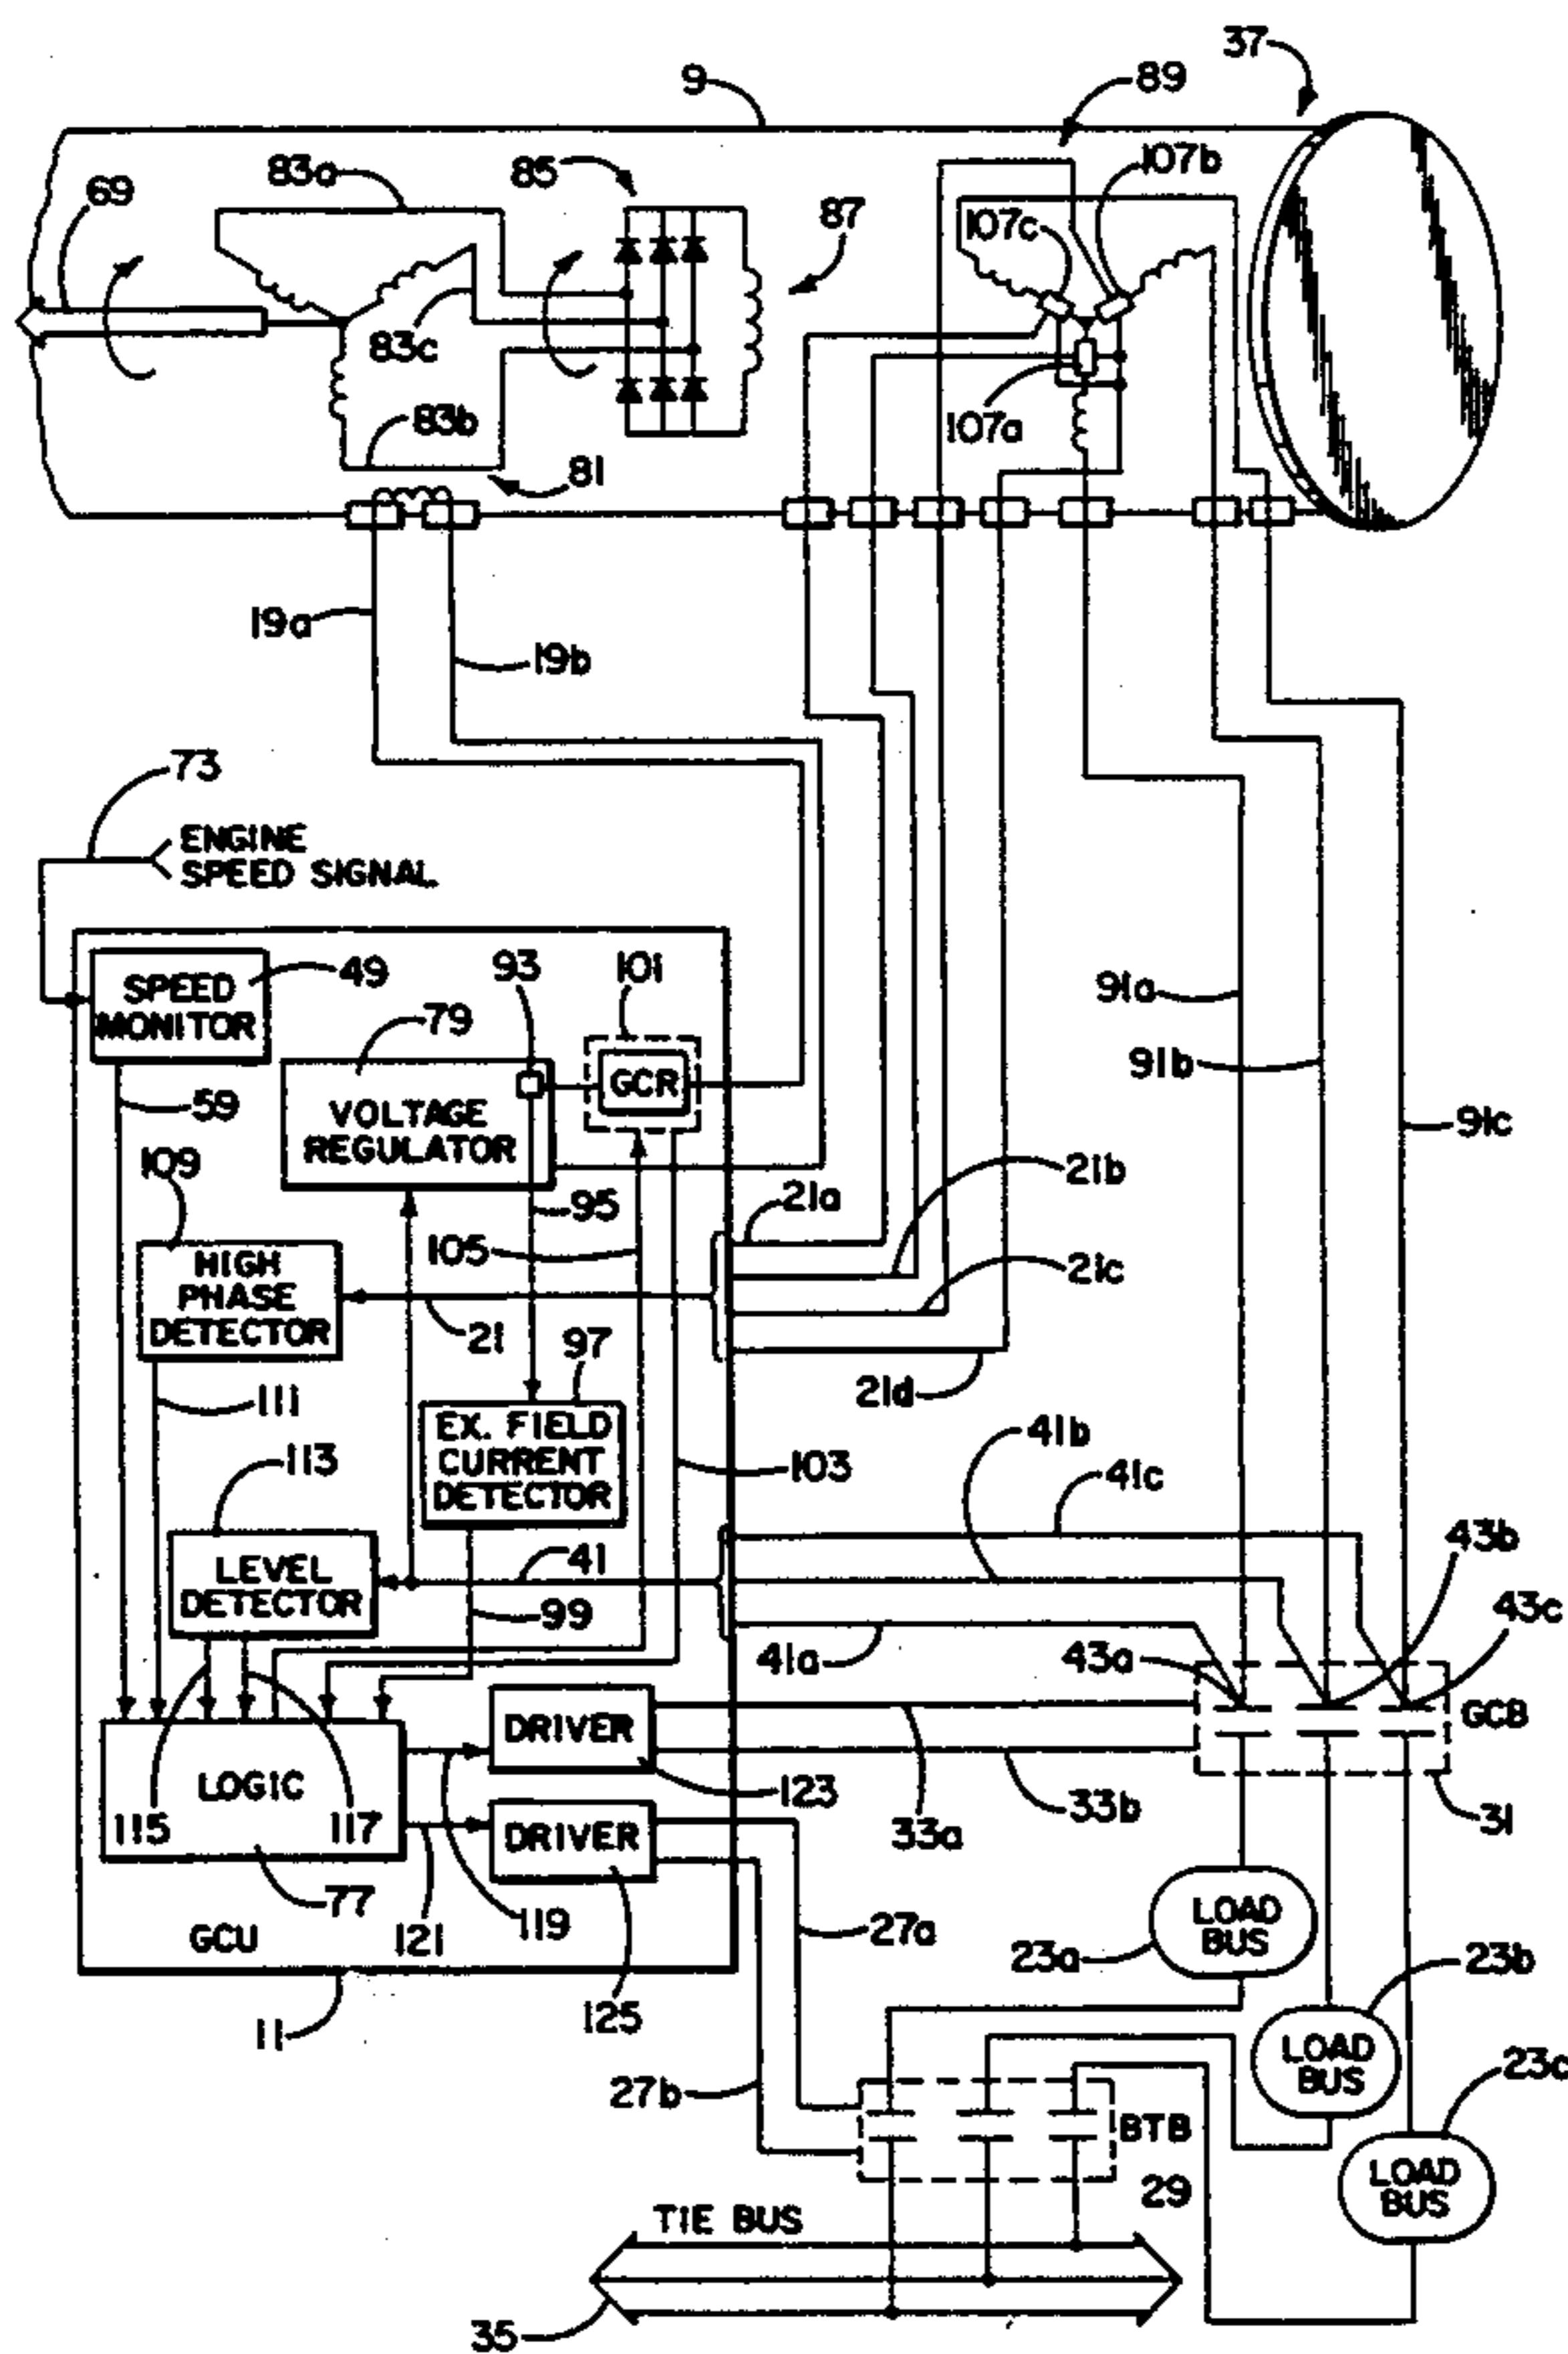 37
9
89
83a
85
107b
69
87
107c
83c
107a
83b
81
19a
19b
73
ENGINE
SPEED SIGNAL
93
101
SPEED
MONITOR
49
91a
79
GCR
91b
59
VOLTAGE
REGULATOR
91c
109
21b
21a
95
105
HIGH
PHASE
DETECTOR
21c
21
97
21d
111
EX. FIELD
CURRENT
DETECTOR
41b
113
103
41c
43b
LEVEL
DETECTOR
41
99
43c
41a
43a
GCB
DRIVER
LOGIC
123
115
117
33a
33b
31
DRIVER
77
GCU
121
119
27a
LOAD
BUS
23a
23b
125
11
LOAD
BUS
23c
27b
BTB
LOAD
BUS
29
TIE BUS
35